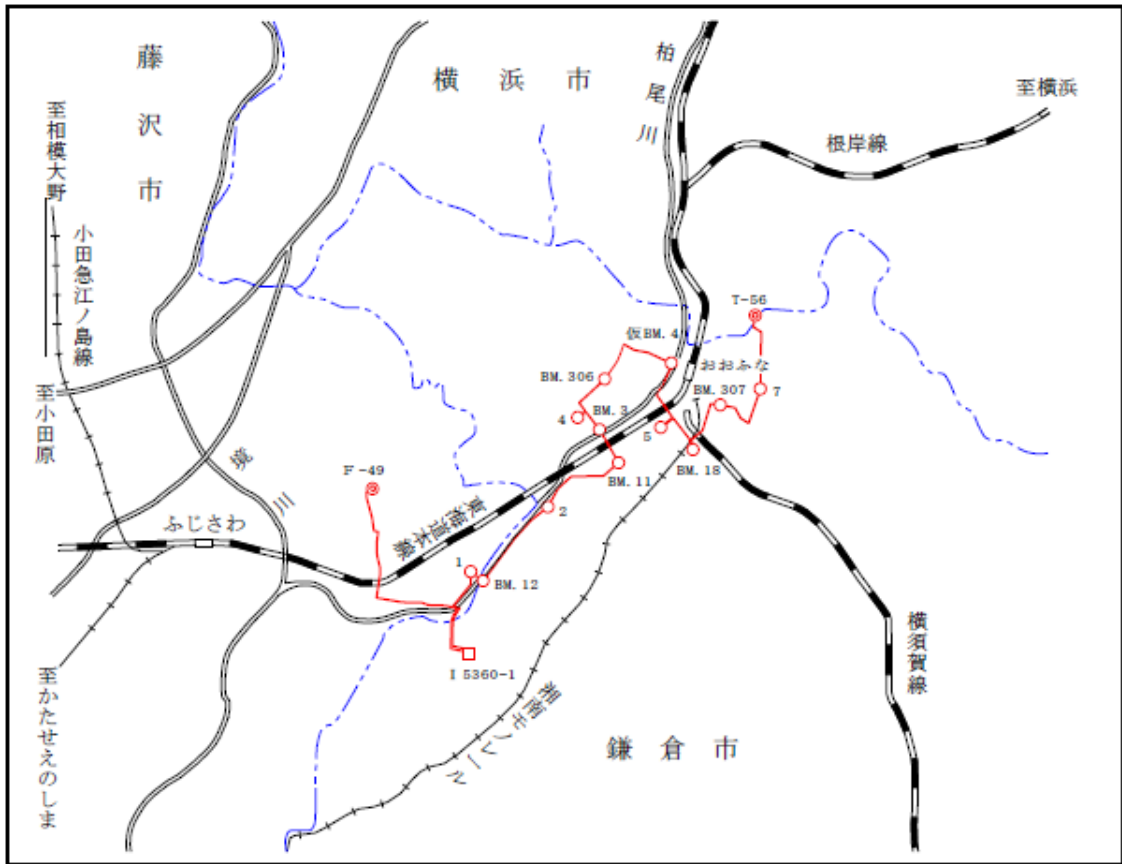 藤沢市
横浜市
柏尾川
至横浜
根岸線
至相模大野
小田急江ノ島線
T-56
仮BM.4
おおふな
BM.306
BM.307
7
至小田原
4
BM.3
5
BM.18
境川
F-49
BM.11
2
東海道本線
ふじさわ
1
BM.12
横須賀線
I 5360-1
至かたせえのしま
湘南モノレール
鎌倉市